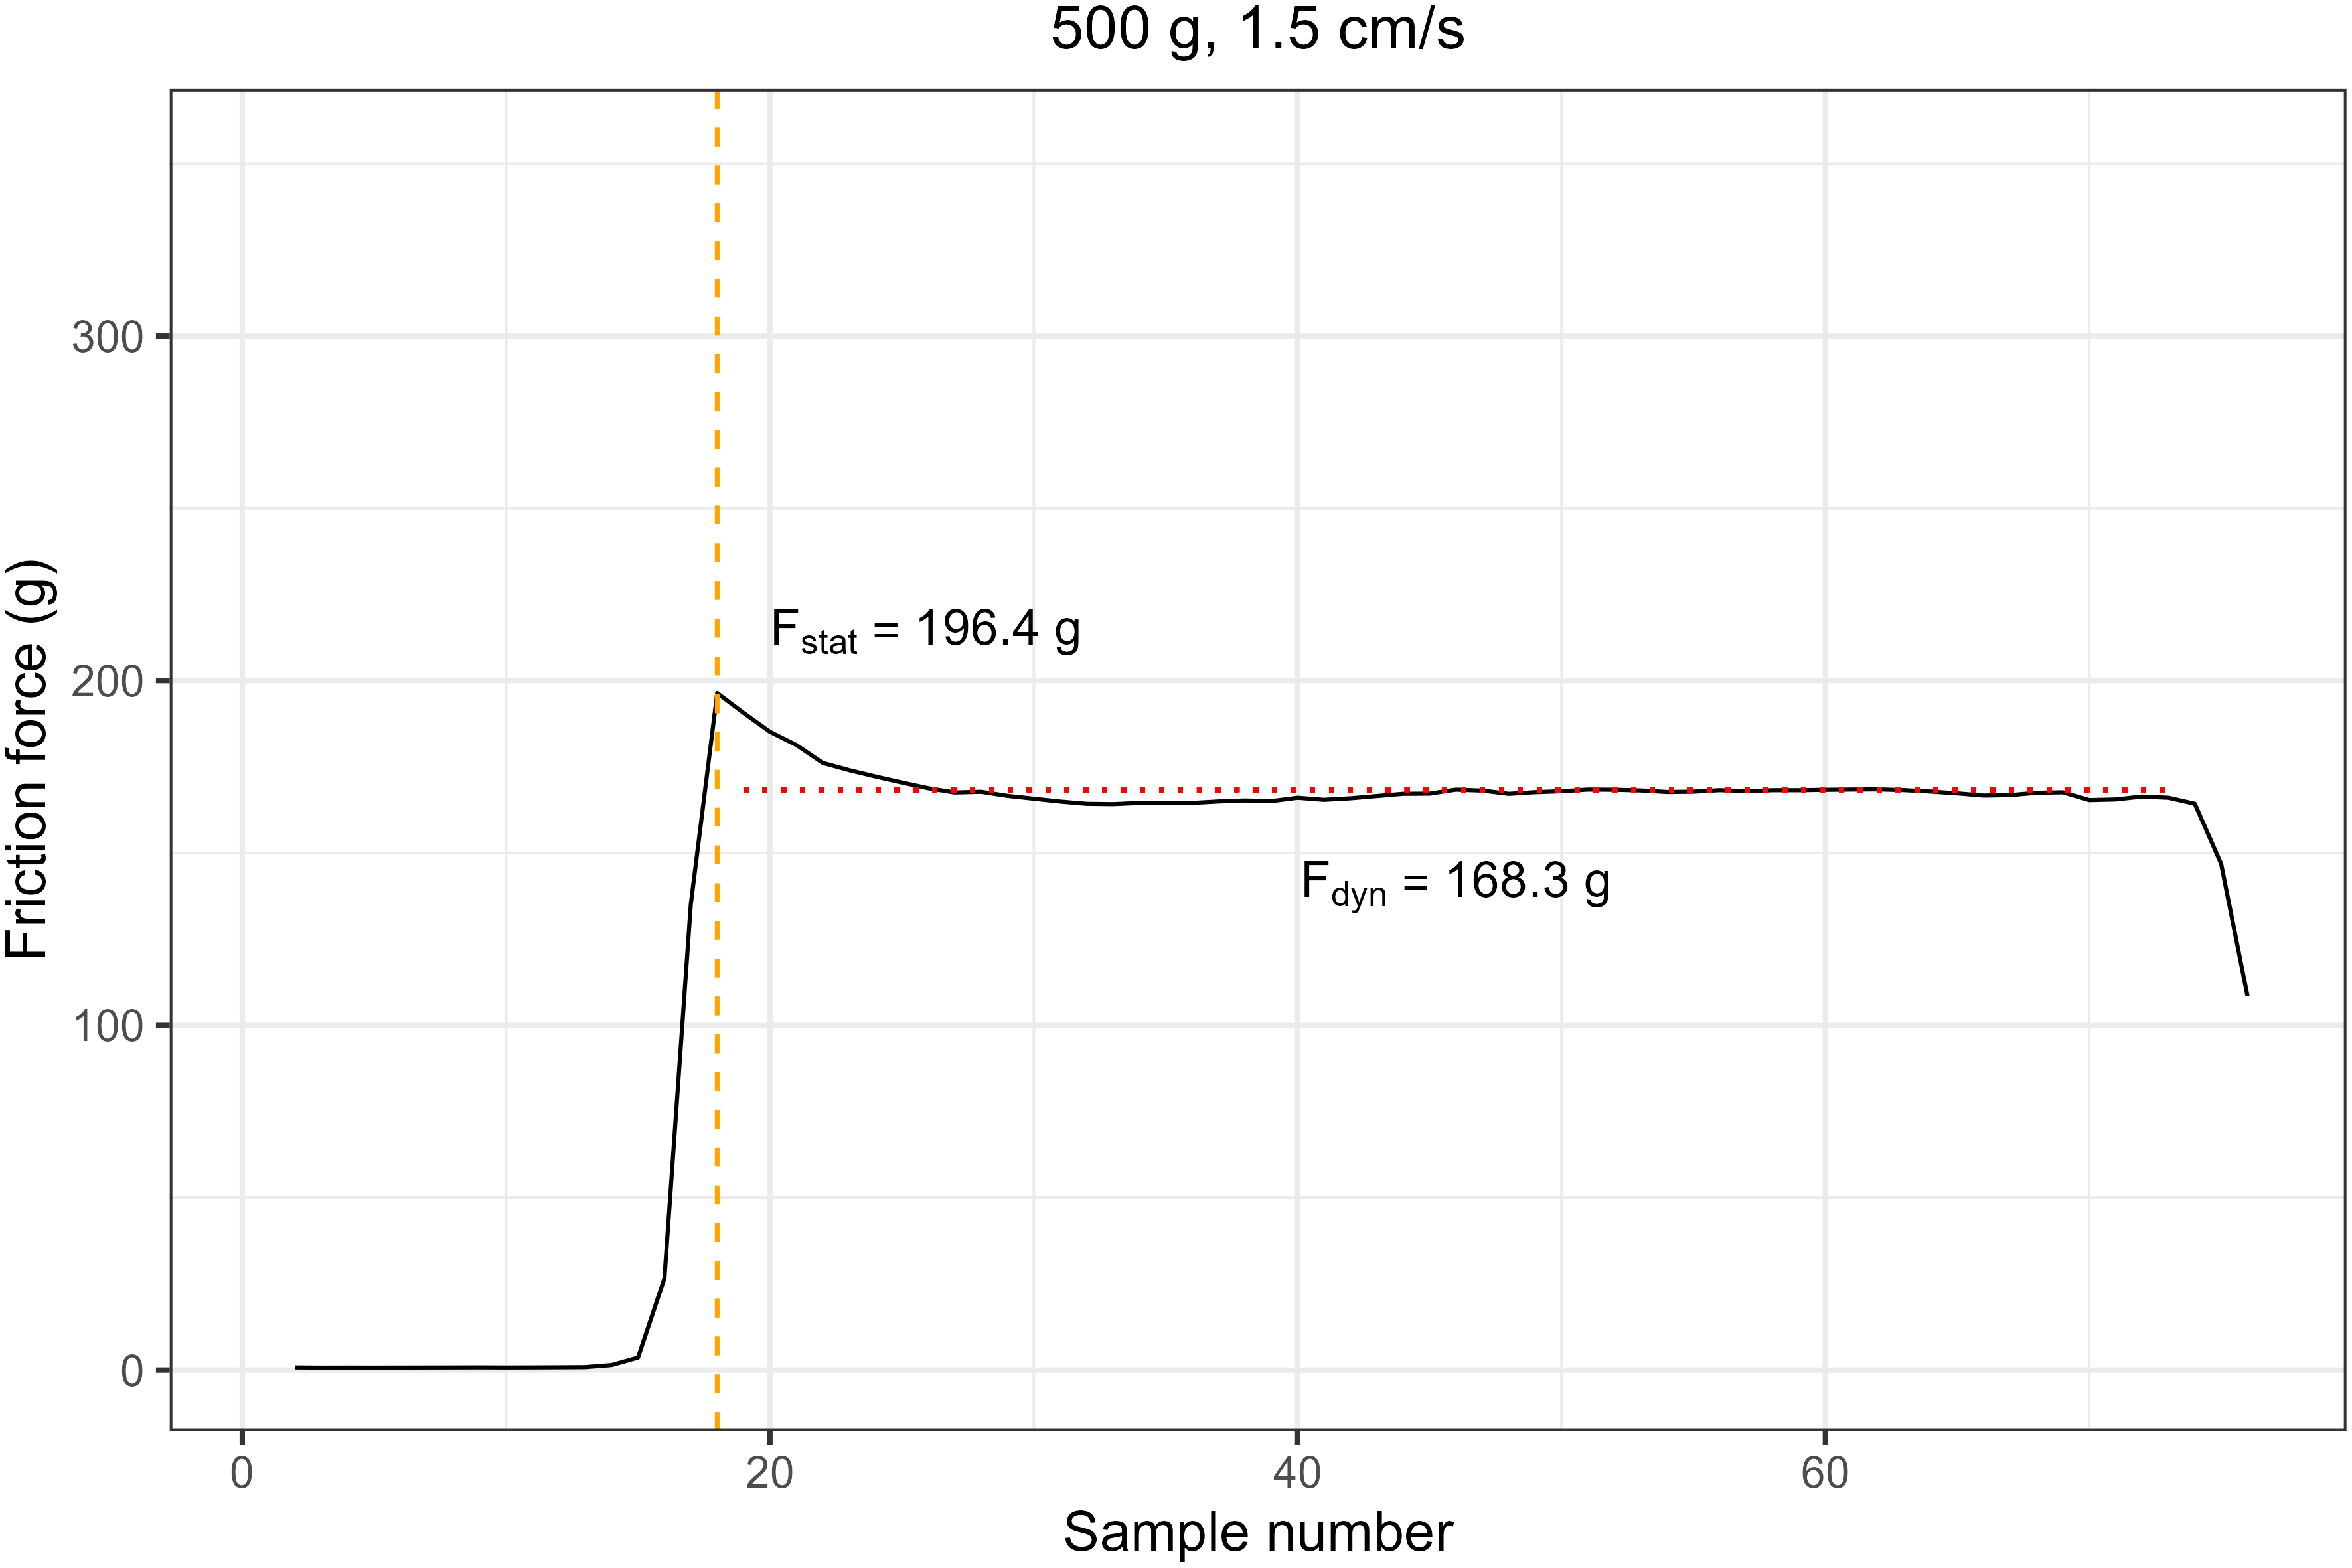 500 g, 1.5 cm/s
Friction force (g)
300
200
100
0
Fstat = 196.4 g
Fdyn = 168.3 g
0 20 40 60
Sample number